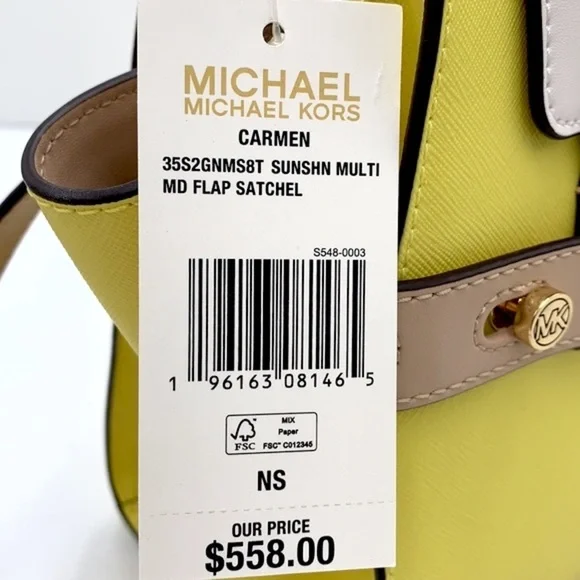 MICHAEL
MICHAEL KORS
CARMEN
35S2GNMS8T SUNSHN MULTI
MD FLAP SATCHEL
S548-0003
1 96163 08146 5
FSC
MIX
Paper
FSC™ C012345
NS
OUR PRICE
$558.00
MK